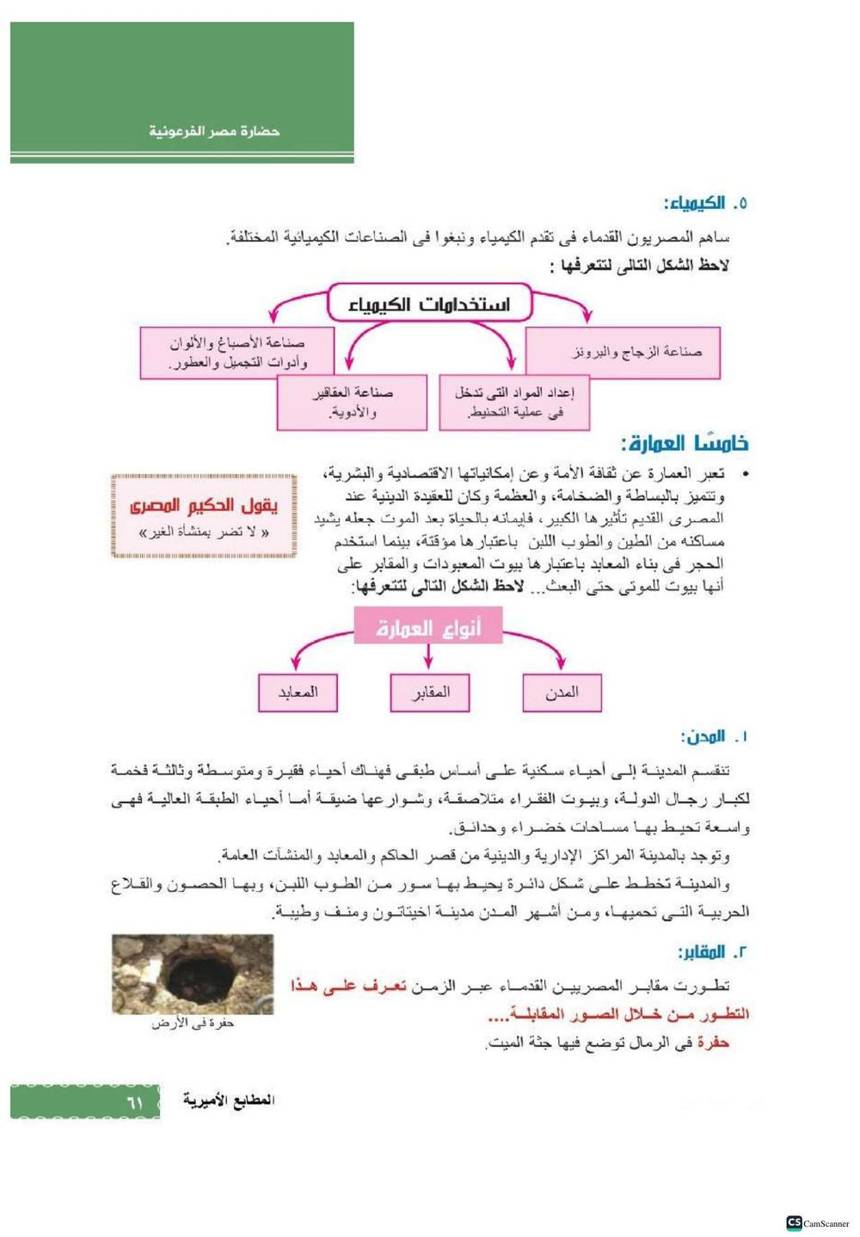 حضارة مصر الفرعونية
٥. الكيمياء:
ساهم المصريون القدماء فى تقدم الكيمياء ونبغوا فى الصناعات الكيميائية المختلفة.
لاحظ الشكل التالى لتتعرفها :
استخدامات الكيمياء
صناعة الزجاج والبرونز
صناعة الأصباغ والألوان
وأدوات التجميل والعطور.
إعداد المواد التى تدخل
فى عملية التحنيط.
صناعة العقاقير
والأدوية.
خامسًا العمارة:
• تعبر العمارة عن ثقافة الأمة وعن إمكانياتها الاقتصادية والبشرية،
وتتميز بالبساطة والضخامة، والعظمة وكان للعقيدة الدينية عند
المصرى القديم تأثيرها الكبير، فإيمانه بالحياة بعد الموت جعله يشيد
مساكنه من الطين والطوب اللبن باعتبارها مؤقتة، بينما استخدم
الحجر فى بناء المعابد باعتبارها بيوت المعبودات والمقابر على
أنها بيوت للموتى حتى البعث... لاحظ الشكل التالى لتتعرفها:
يقول الحكيم المصرى
« لا تضر بمنشأة الغير»
أنواع العمارة
المدن
المقابر
المعابد
١. المدن:
تنقسم المدينة إلى أحياء سكنية على أساس طبقى فهناك أحياء فقيرة ومتوسطة وثالثة فخمة
لكبار رجال الدولة، وبيوت الفقراء متلاصقة، وشوارعها ضيقة أما أحياء الطبقة العالية فهى
واسعة تحيط بها مساحات خضراء وحدائق.
وتوجد بالمدينة المراكز الإدارية والدينية من قصر الحاكم والمعابد والمنشآت العامة.
والمدينة تخطط على شكل دائرة يحيط بها سور من الطوب اللبن، وبها الحصون والقلاع
الحربية التى تحميها، ومن أشهر المدن مدينة اخيتاتون ومنف وطيبة.
٢. المقابر:
تطورت مقابر المصريين القدماء عبر الزمن تعرف على هذا
التطور من خلال الصور المقابلة....
حفرة فى الرمال توضع فيها جثة الميت.
حفرة فى الأرض
المطابع الأميرية
٦١
CS CamScanner